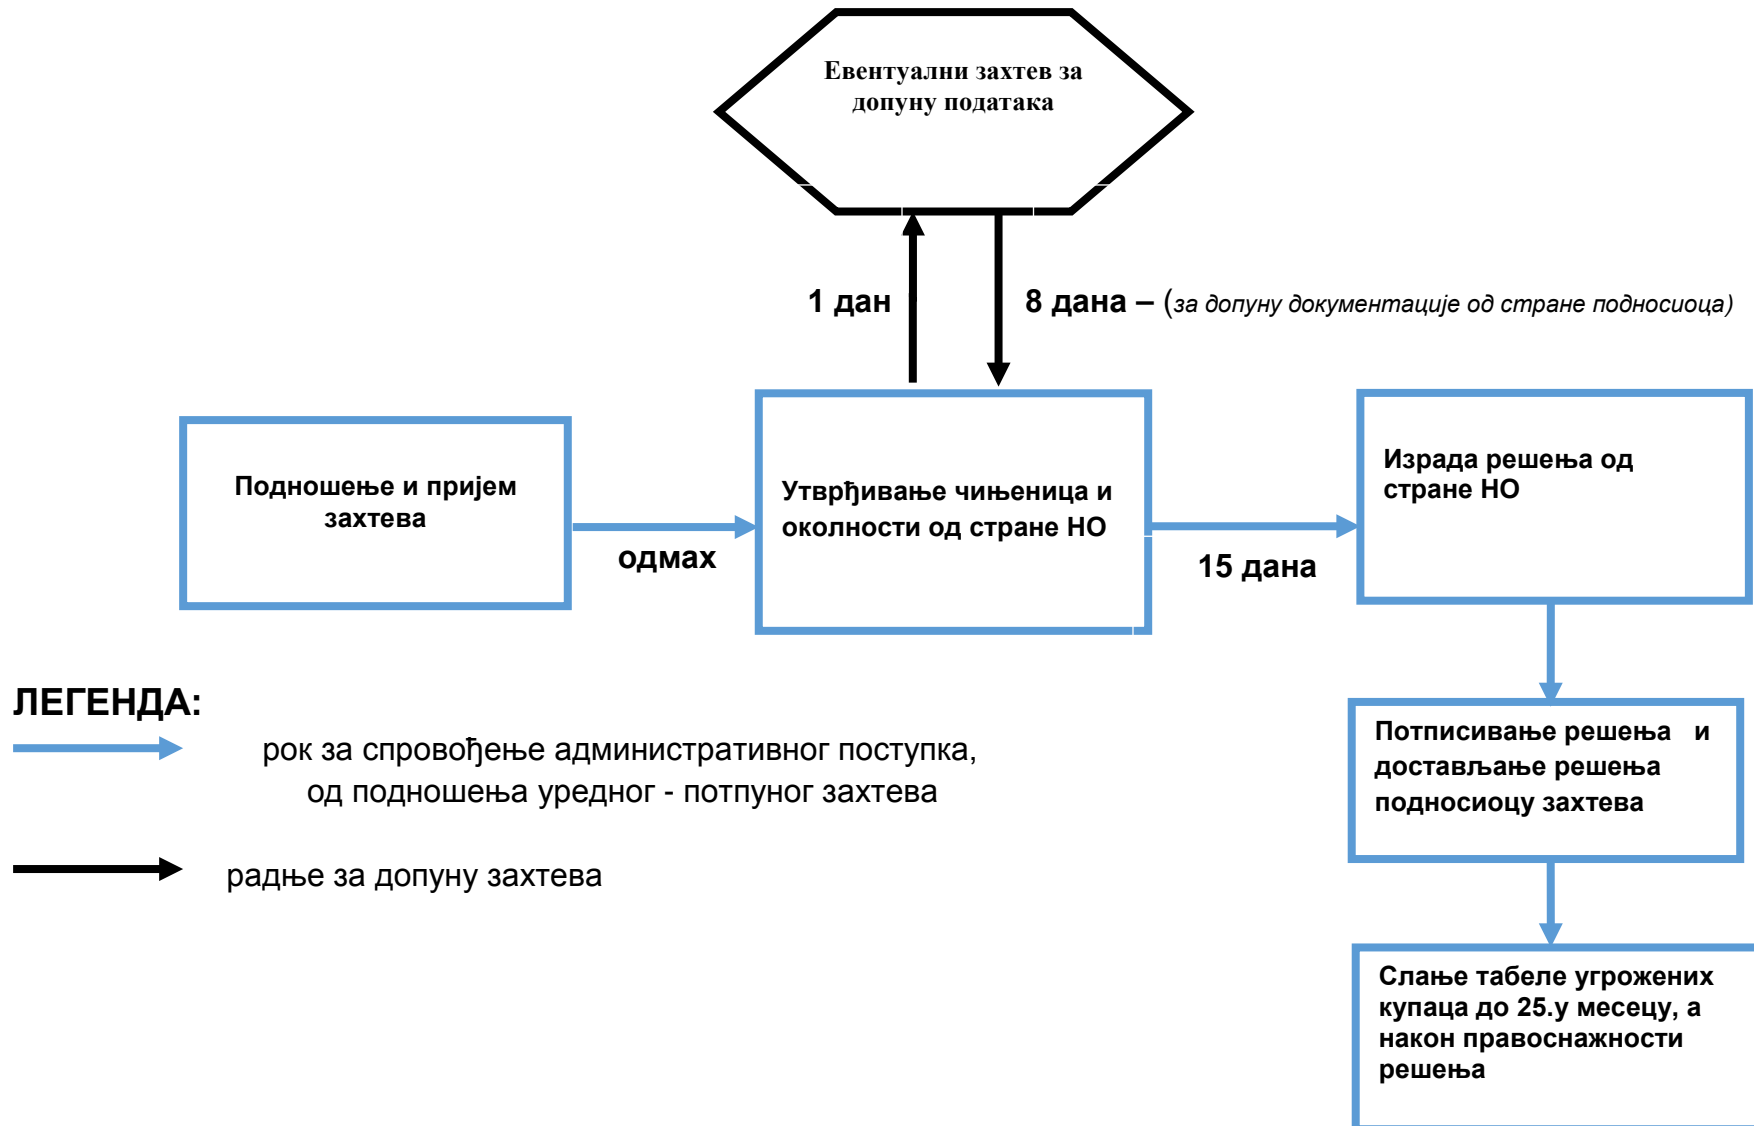 Евентуални захтев за
допуну података
1 дан
8 дана – (за допуну документације од стране подносиоца)
Подношење и пријем
захтева
одмах
Утврђивање чињеница и
околности од стране НО
15 дана
Израда решења од
стране НО
Потписивање решења и
достављање решења
подносиоцу захтева
Слање табеле угрожених
купаца до 25.у месецу, а
након правоснажности
решења
ЛЕГЕНДА:
рок за спровођење административног поступка,
од подношења уредног - потпуног захтева
радње за допуну захтева